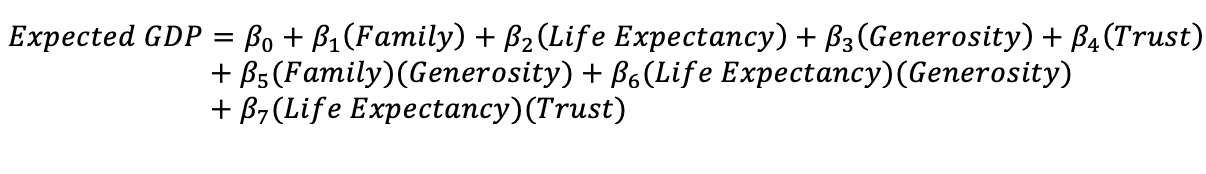 Expected GDP = β₀ + β₁(Family) + β₂(Life Expectancy) + β₃(Generosity) + β₄(Trust)
+ β₅(Family)(Generosity) + β₆(Life Expectancy)(Generosity)
+ β₇(Life Expectancy)(Trust)